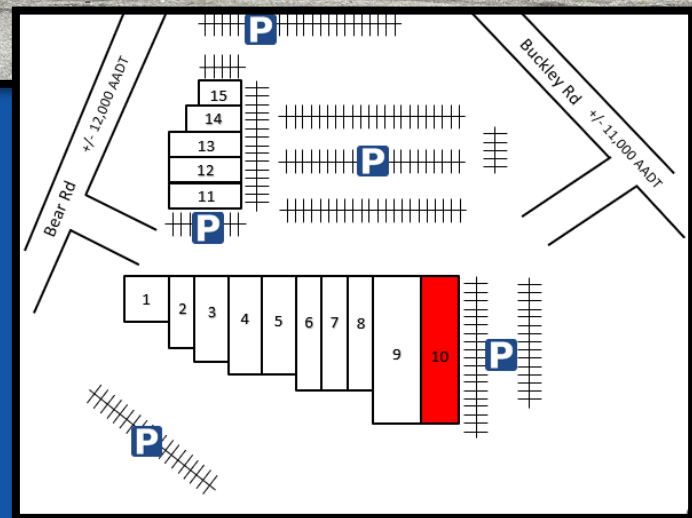 P
Buckley Rd +/- 11,000 AADT
Bear Rd +/- 12,000 AADT
15
14
13
12
11
P
P
1 2 3 4 5 6 7 8 9 10
P
P